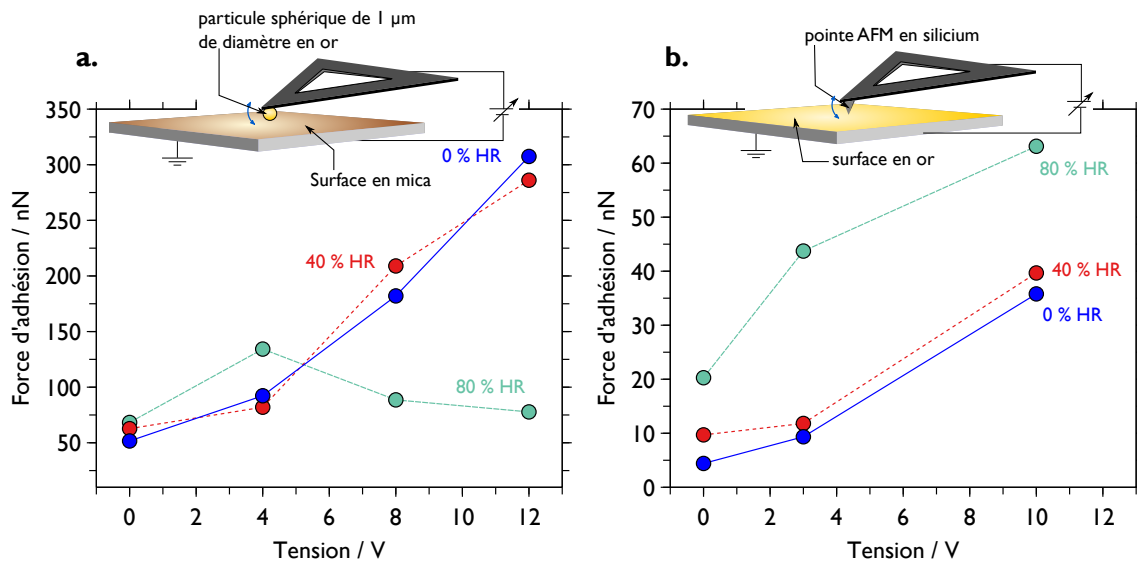 particule sphérique de 1 µm
de diamètre en or
a.
Surface en mica
0 % HR
40 % HR
80 % HR
350
300
250
200
150
100
50
Force d'adhésion / nN
0
4
8
10
12
Tension / V
pointe AFM en silicium
b.
surface en or
80 % HR
40 % HR
0 % HR
70
60
50
40
30
20
10
0
Force d'adhésion / nN
0
2
4
6
8
10
12
Tension / V